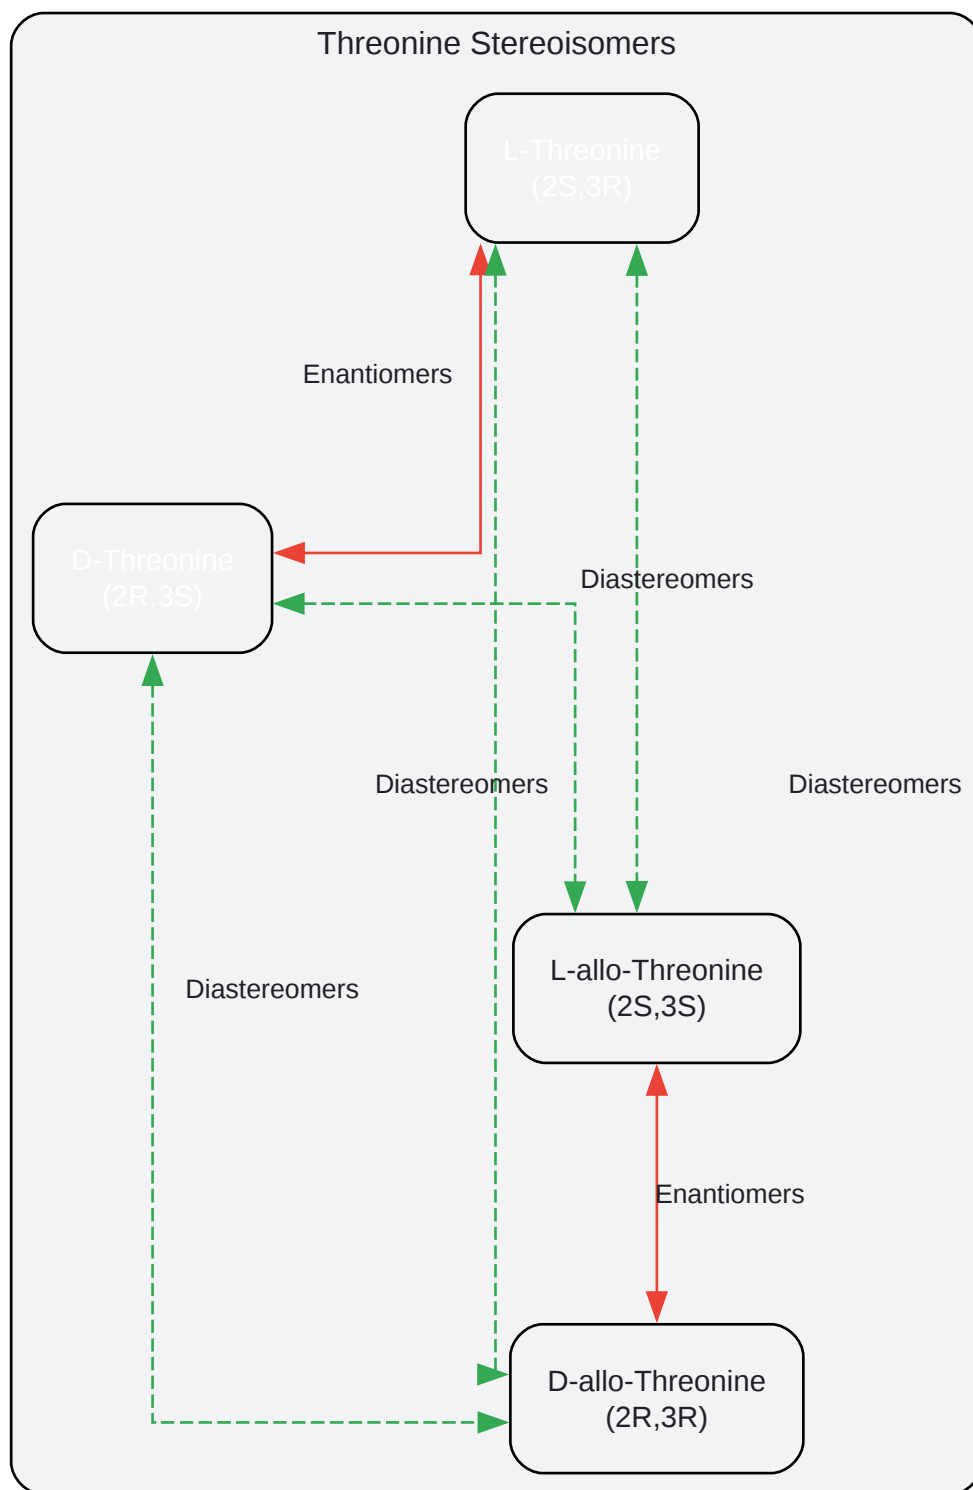 Threonine Stereoisomers
L-Threonine
(2S,3R)
Enantiomers
D-Threonine
(2R,3S)
Diastereomers
Diastereomers
Diastereomers
L-allo-Threonine
(2S,3S)
Diastereomers
Enantiomers
D-allo-Threonine
(2R,3R)